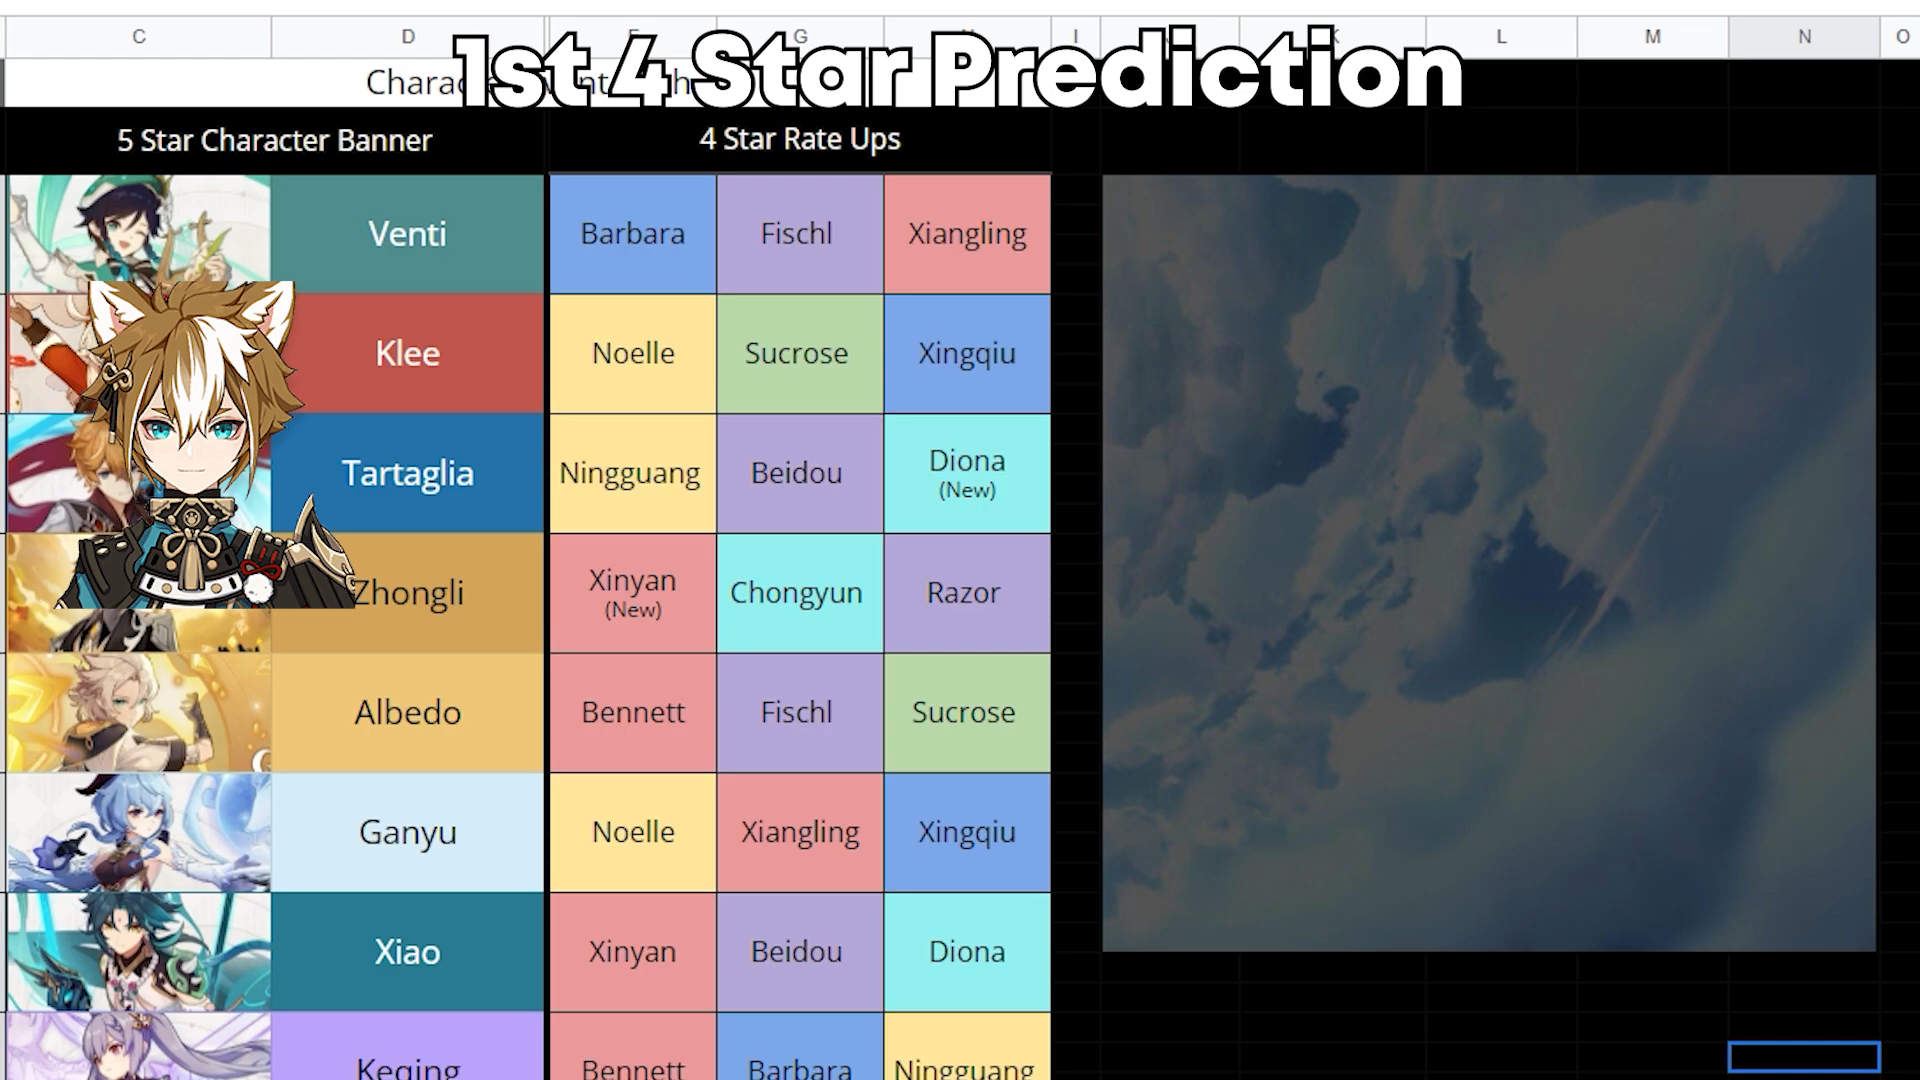 C D F G I K L M N O
1st 4 Star Prediction
5 Star Character Banner 4 Star Rate Ups
Venti Barbara Fischl Xiangling
Klee Noelle Sucrose Xingqiu
Tartaglia Ningguang Beidou Diona
(New)
Zhongli Xinyan Chongyun Razor
(New)
Albedo Bennett Fischl Sucrose
Ganyu Noelle Xiangling Xingqiu
Xiao Xinyan Beidou Diona
Keqing Bennett Barbara Ningguang